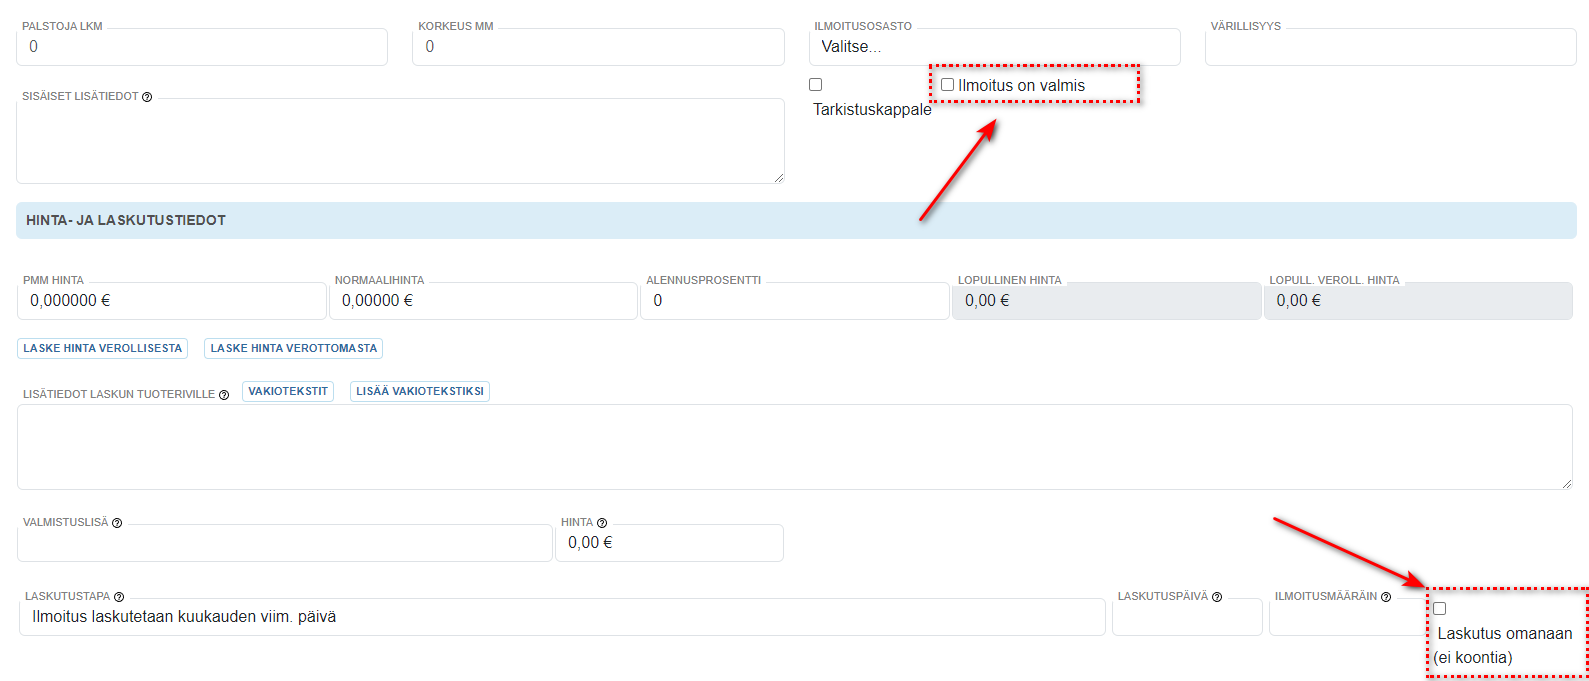 PALSTOJA LKM
KORKEUS MM
ILMOITUSOSASTO
VÄRILLISYYS
0
0
Valitse...
SISÄISET LISÄTIEDOT
Ilmoitus on valmis
Tarkistuskappale
HINTA- JA LASKUTUSTIEDOT
PMM HINTA
NORMAALIHINTA
ALENNUSPROSENTTI
LOPULLINEN HINTA
LOPULL. VEROLL. HINTA
0,000000 €
0,00000 €
0
0,00 €
0,00 €
LASKE HINTA VEROLLISESTA
LASKE HINTA VEROTTOMASTA
LISÄTIEDOT LASKUN TUOTERIVILLE
VAKIOTEKSTIT
LISÄÄ VAKIOTEKSTIKSI
VALMISTUSLISÄ
HINTA
0,00 €
LASKUTUSTAPA
LASKUTUSPÄIVÄ
ILMOITUSMÄÄRÄIN
Ilmoitus laskutetaan kuukauden viim. päivä
Laskutus omanaan
(ei koontia)